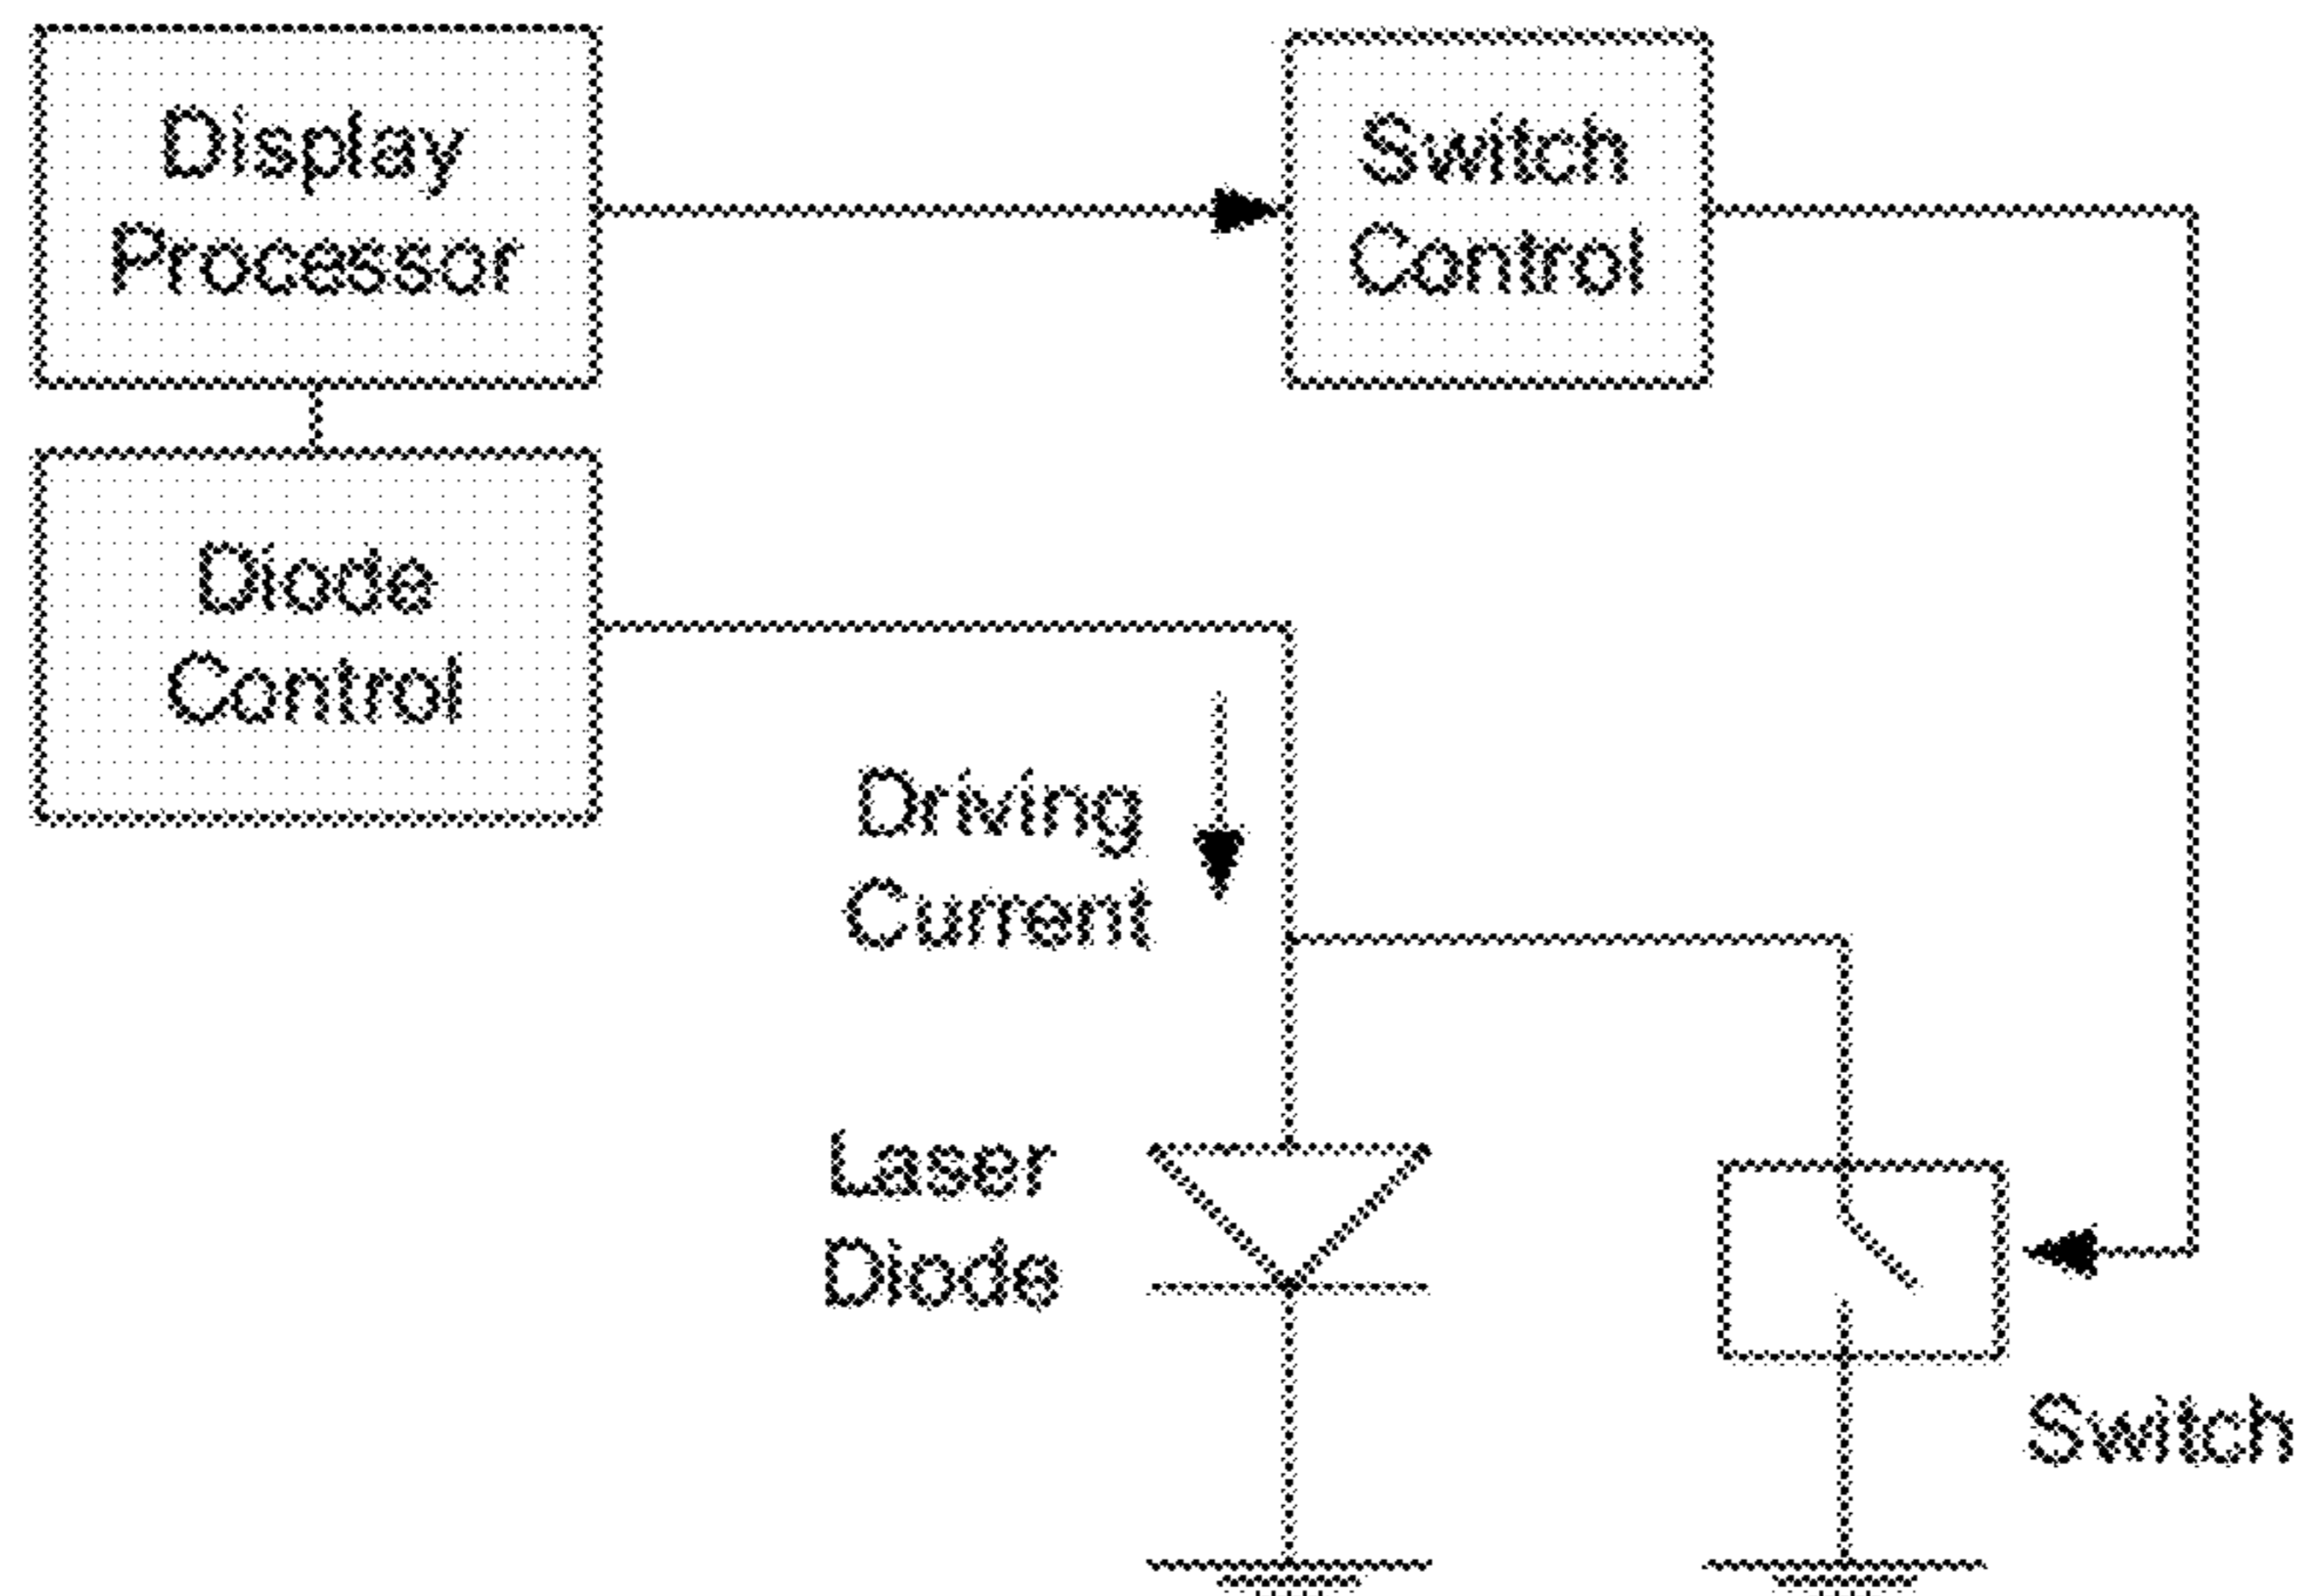 Display
Processor
Switch
Control
Diode
Control
Driving
Current
Laser
Diode
Switch